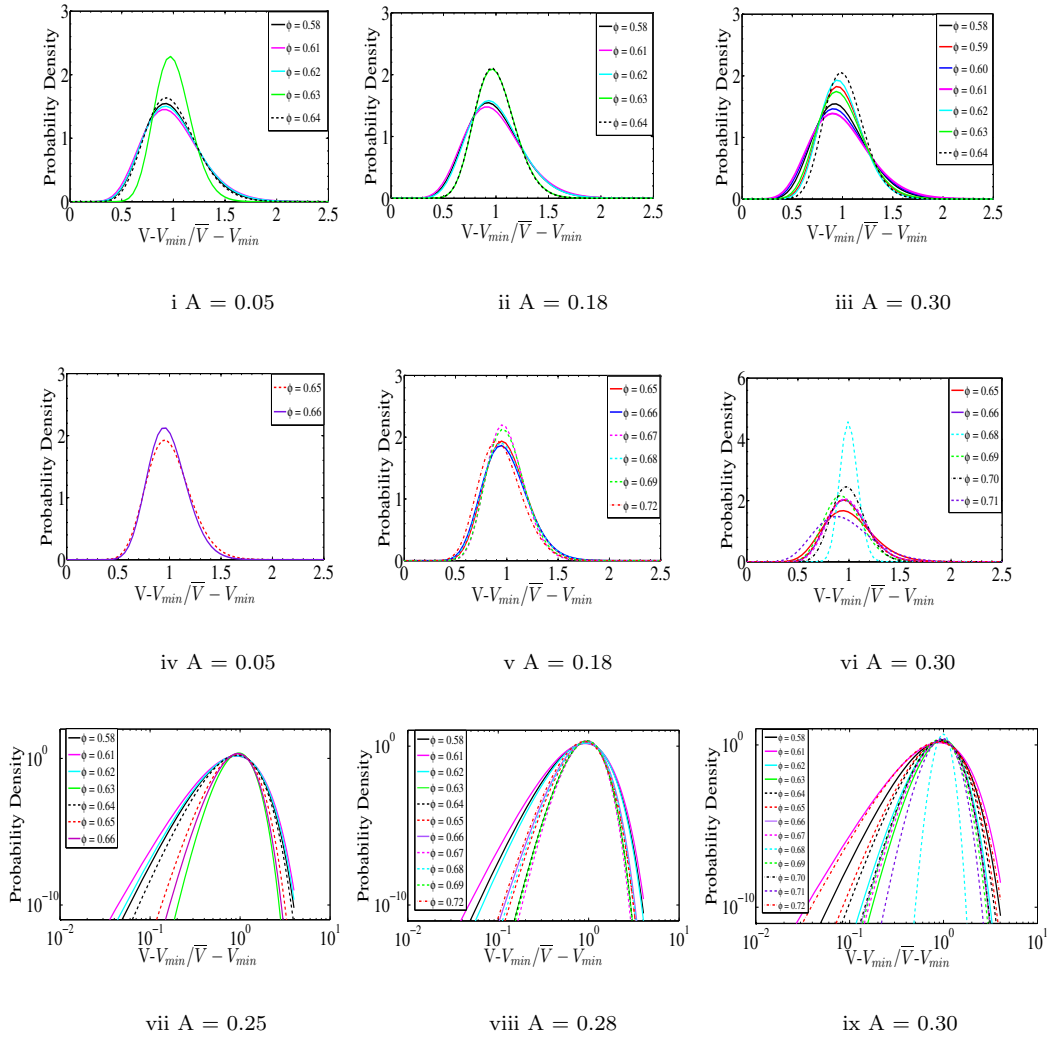 3
2
1
0
Probability Density
0 0.5 1 1.5 2 2.5
V-V_min/V̅ − V_min
φ = 0.58
φ = 0.61
φ = 0.62
φ = 0.63
φ = 0.64
i A = 0.05
3
2
1
0
Probability Density
0 0.5 1 1.5 2 2.5
V-V_min/V̅ − V_min
φ = 0.58
φ = 0.61
φ = 0.62
φ = 0.63
φ = 0.64
ii A = 0.18
3
2
1
0
Probability Density
0 0.5 1 1.5 2 2.5
V-V_min/V̅ − V_min
φ = 0.58
φ = 0.59
φ = 0.60
φ = 0.61
φ = 0.62
φ = 0.63
φ = 0.64
iii A = 0.30
3
2
1
0
Probability Density
0 0.5 1 1.5 2 2.5
V-V_min/V̅ − V_min
φ = 0.65
φ = 0.66
iv A = 0.05
3
2
1
0
Probability Density
0 0.5 1 1.5 2 2.5
V-V_min/V̅ − V_min
φ = 0.65
φ = 0.66
φ = 0.67
φ = 0.68
φ = 0.69
φ = 0.72
v A = 0.18
6
4
2
0
Probability Density
0 0.5 1 1.5 2 2.5
V-V_min/V̅ − V_min
φ = 0.65
φ = 0.66
φ = 0.68
φ = 0.69
φ = 0.70
φ = 0.71
vi A = 0.30
10^0
10^−10
Probability Density
10^−2 10^−1 10^0 10^1
V-V_min/V̅ − V_min
φ = 0.58
φ = 0.61
φ = 0.62
φ = 0.63
φ = 0.64
φ = 0.65
φ = 0.66
vii A = 0.25
10^0
10^−10
Probability Density
10^−2 10^−1 10^0 10^1
V-V_min/V̅ − V_min
φ = 0.58
φ = 0.61
φ = 0.62
φ = 0.63
φ = 0.64
φ = 0.65
φ = 0.66
φ = 0.67
φ = 0.68
φ = 0.69
φ = 0.72
viii A = 0.28
10^0
10^−10
Probability Density
10^−2 10^−1 10^0 10^1
V-V_min/V̅-V_min
φ = 0.58
φ = 0.61
φ = 0.62
φ = 0.63
φ = 0.64
φ = 0.65
φ = 0.66
φ = 0.67
φ = 0.68
φ = 0.69
φ = 0.70
φ = 0.71
φ = 0.72
ix A = 0.30